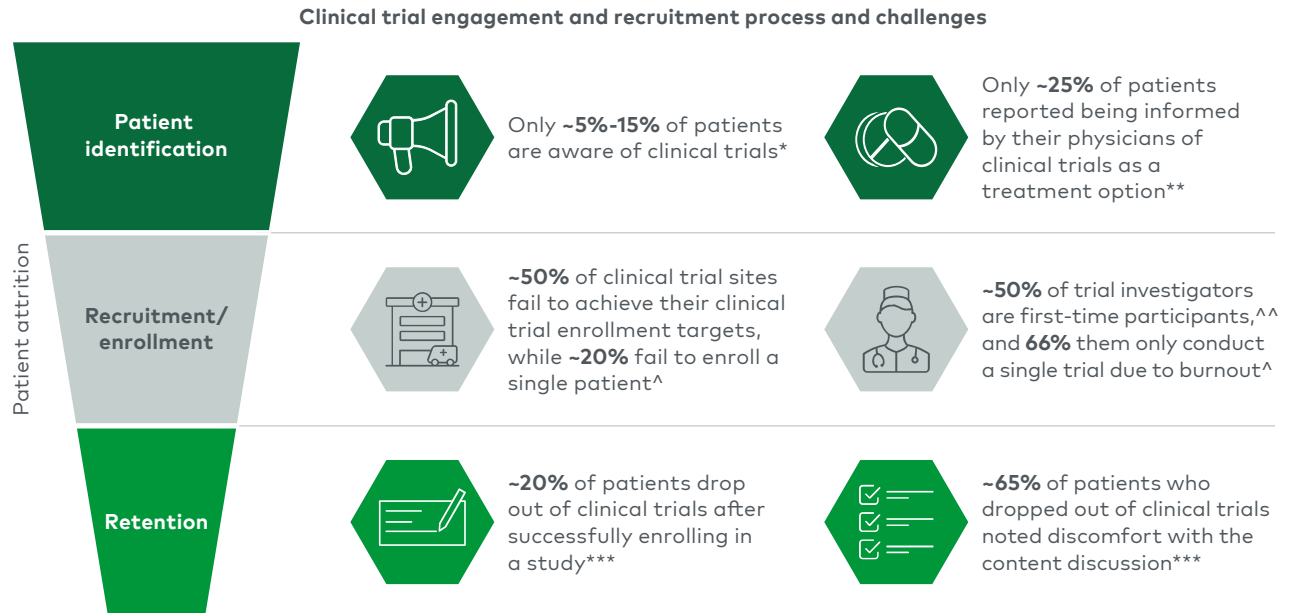 Clinical trial engagement and recruitment process and challenges
Patient attrition
Patient
identification
Only ~5%-15% of patients
are aware of clinical trials*
Only ~25% of patients
reported being informed
by their physicians of
clinical trials as a
treatment option**
Recruitment/
enrollment
~50% of clinical trial sites
fail to achieve their clinical
trial enrollment targets,
while ~20% fail to enroll a
single patient^
~50% of trial investigators
are first-time participants,^^
and 66% them only conduct
a single trial due to burnout^
Retention
~20% of patients drop
out of clinical trials after
successfully enrolling in
a study***
~65% of patients who
dropped out of clinical trials
noted discomfort with the
content discussion***